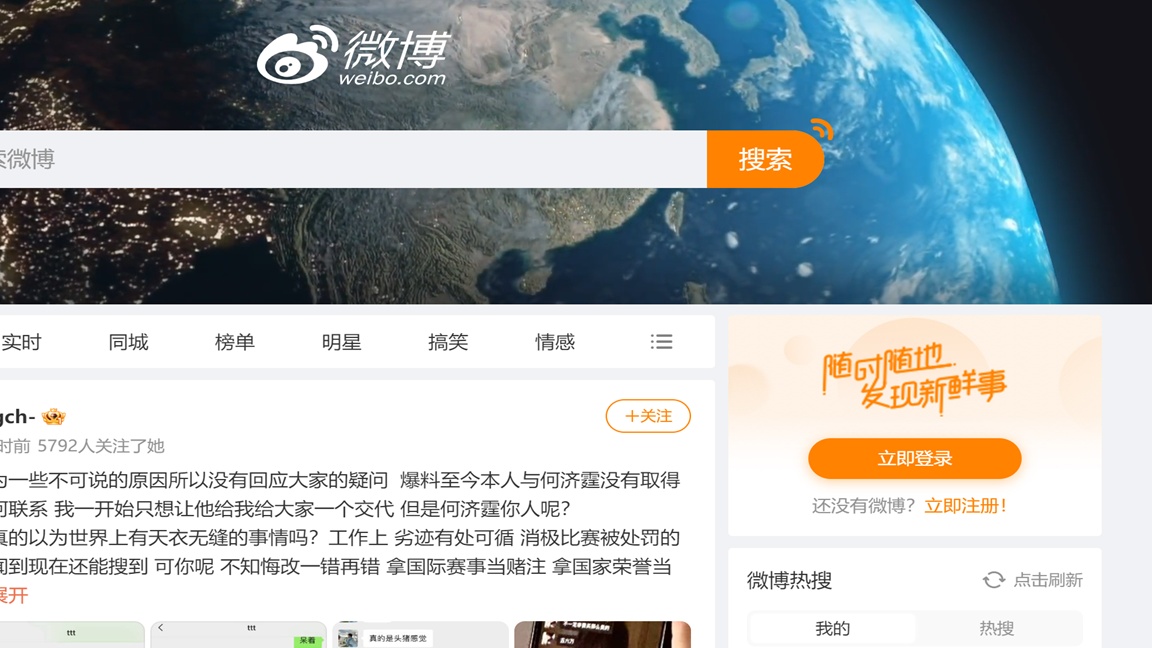 微博
weibo.com
索微博
搜索
实时 同城 榜单 明星 搞笑 情感
gch-
+关注
时前 5792人关注了她
为一些不可说的原因所以没有回应大家的疑问 爆料至今本人与何济霆没有取得
何联系 我一开始只想让他给我给大家一个交代 但是何济霆你人呢?
真的以为世界上有天衣无缝的事情吗? 工作上 劣迹有处可循 消极比赛被处罚的
闻到现在还能搜到 可你呢 不知悔改一错再错 拿国际赛事当赌注 拿国家荣誉当
展开
ttt
ttt
呆着
真的是头猪感觉
随时随地
发现新鲜事
立即登录
还没有微博? 立即注册!
微博热搜
点击刷新
我的 热搜